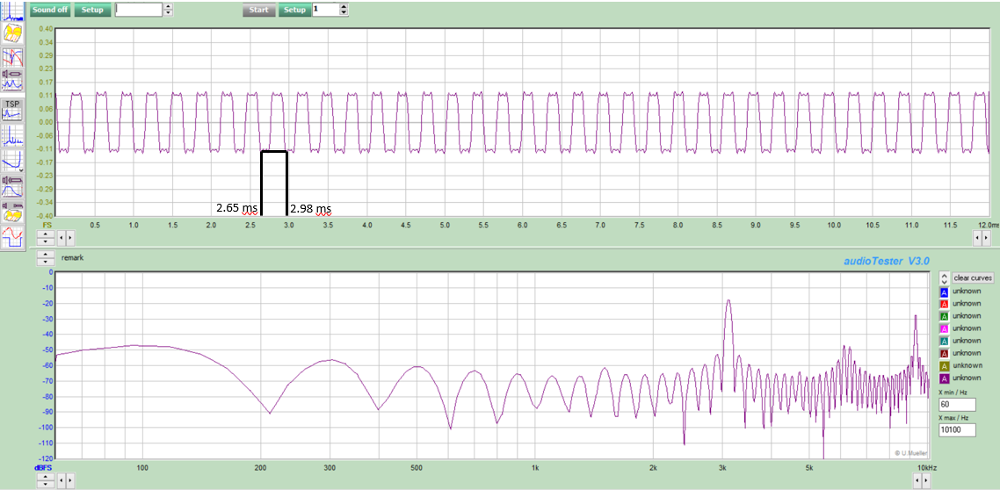 Sound off Setup Start Setup 1
0.40
0.34
0.29
0.23
0.17
0.11
0.06
0.00
-0.06
-0.11
-0.17
-0.23
-0.29
-0.34
-0.40
TSP
2.65 ms 2.98 ms
FS 0.5 1.0 1.5 2.0 2.5 3.0 3.5 4.0 4.5 5.0 5.5 6.0 6.5 7.0 7.5 8.0 8.5 9.0 9.5 10.0 10.5 11.0 11.5 12.0ms
remark audioTester V3.0
0
-10
-20
-30
-40
-50
-60
-70
-80
-90
-100
-110
-120
clear curves
A unknown
A unknown
A unknown
A unknown
A unknown
A unknown
A unknown
A unknown
X min / Hz
60
X max / Hz
10100
© U.Mueller
dBFS 100 200 300 500 1k 2k 3k 5k 10kHz